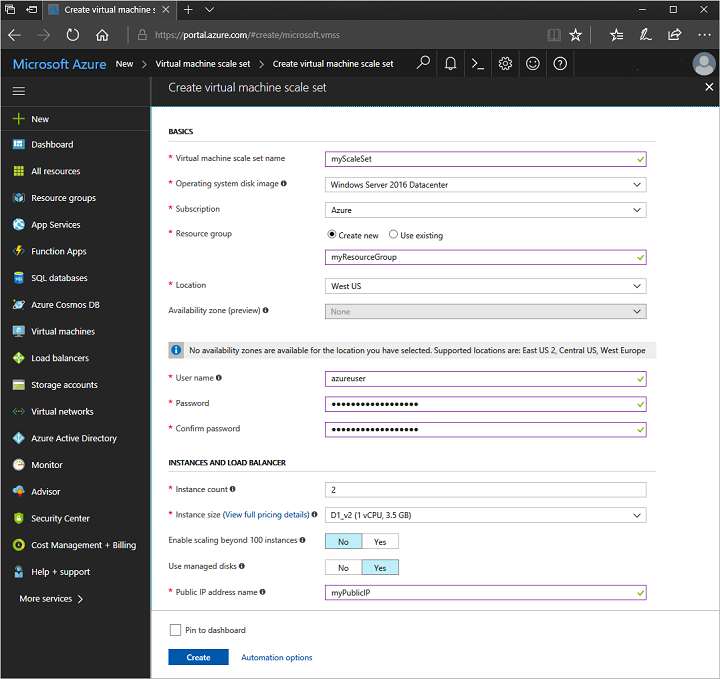 Create virtual machine s
https://portal.azure.com/#create/microsoft.vmss
Microsoft Azure New > Virtual machine scale set > Create virtual machine scale set
Create virtual machine scale set
New
Dashboard
All resources
Resource groups
App Services
Function Apps
SQL databases
Azure Cosmos DB
Virtual machines
Load balancers
Storage accounts
Virtual networks
Azure Active Directory
Monitor
Advisor
Security Center
Cost Management + Billing
Help + support
More services >
BASICS
* Virtual machine scale set name myScaleSet
* Operating system disk image Windows Server 2016 Datacenter
* Subscription Azure
* Resource group Create new Use existing
myResourceGroup
* Location West US
Availability zone (preview) None
No availability zones are available for the location you have selected. Supported locations are: East US 2, Central US, West Europe
* User name azureuser
* Password ••••••••••••••••••
* Confirm password ••••••••••••••••••
INSTANCES AND LOAD BALANCER
* Instance count 2
* Instance size (View full pricing details) D1_v2 (1 vCPU, 3.5 GB)
Enable scaling beyond 100 instances No Yes
Use managed disks No Yes
* Public IP address name myPublicIP
Pin to dashboard
Create Automation options